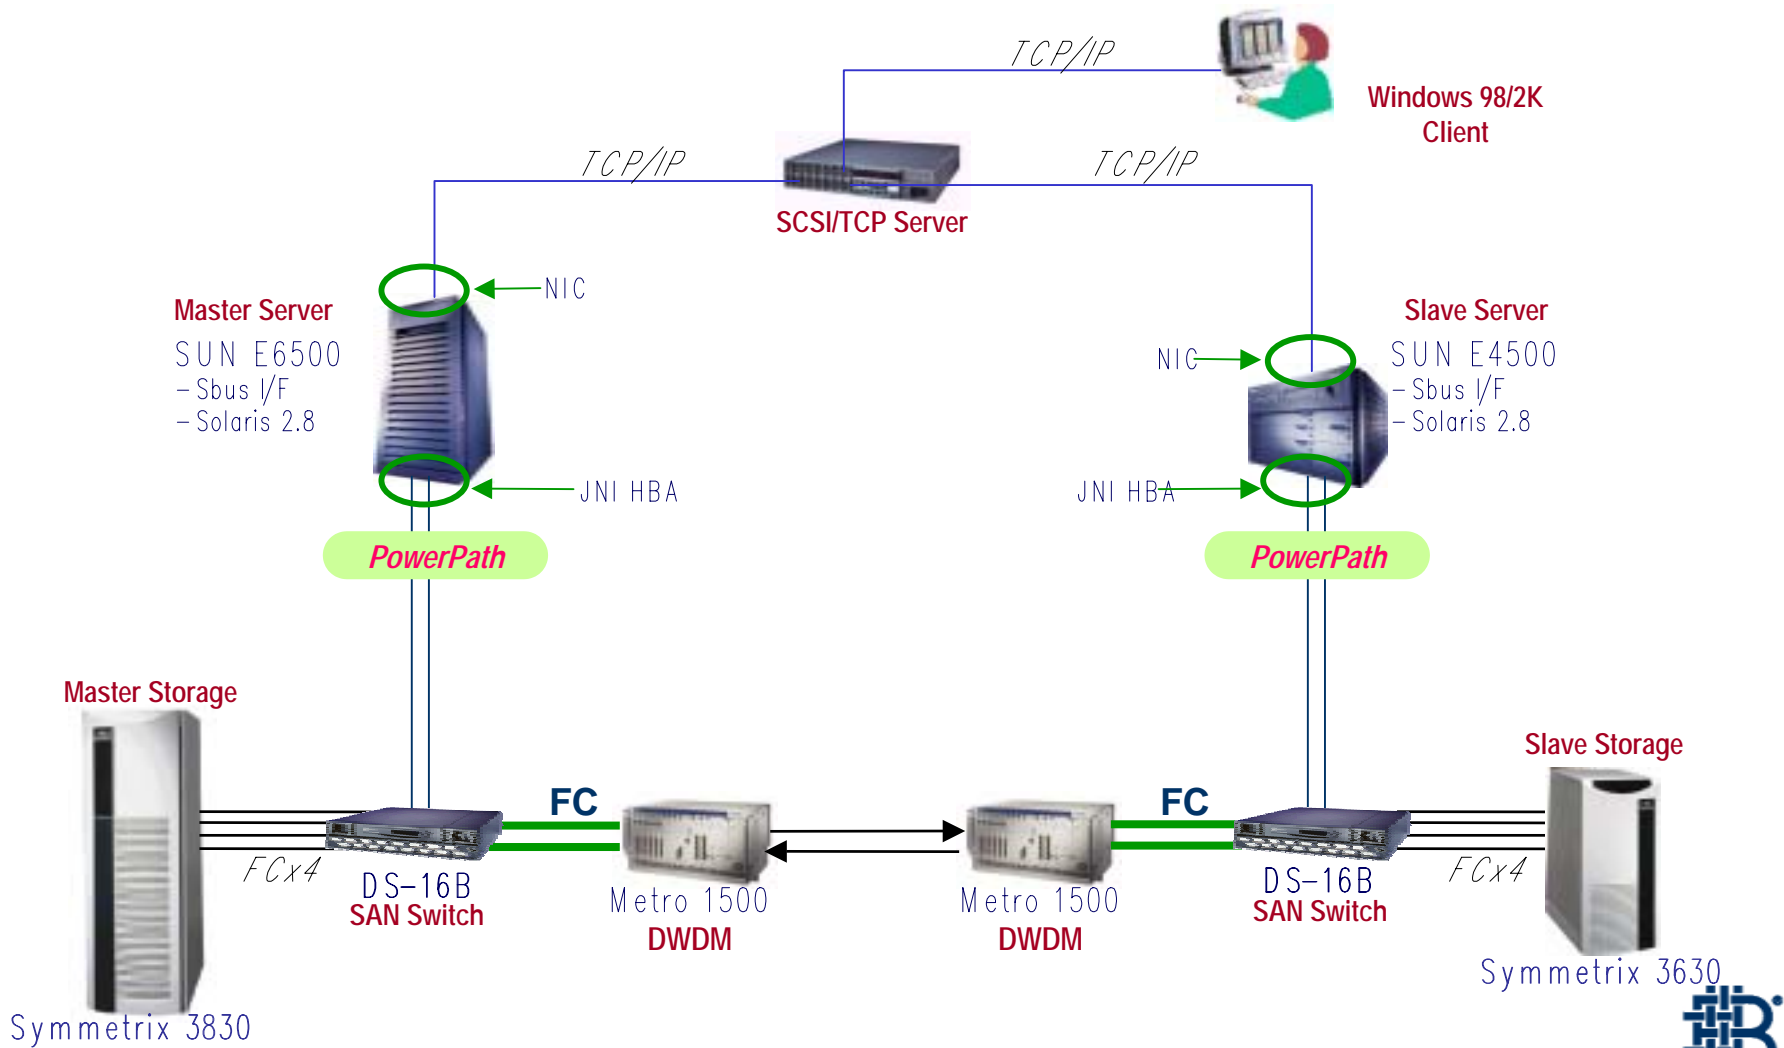 TCP/IP
Windows 98/2K
Client
TCP/IP
TCP/IP
SCSI/TCP Server
NIC
Master Server
SUN E6500
- Sbus I/F
- Solaris 2.8
Slave Server
NIC
SUN E4500
- Sbus I/F
- Solaris 2.8
JNI HBA
JNI HBA
PowerPath
PowerPath
Master Storage
Slave Storage
FC
FC
FCx4
FCx4
DS-16B
SAN Switch
Metro 1500
DWDM
Metro 1500
DWDM
DS-16B
SAN Switch
Symmetrix 3630
Symmetrix 3830